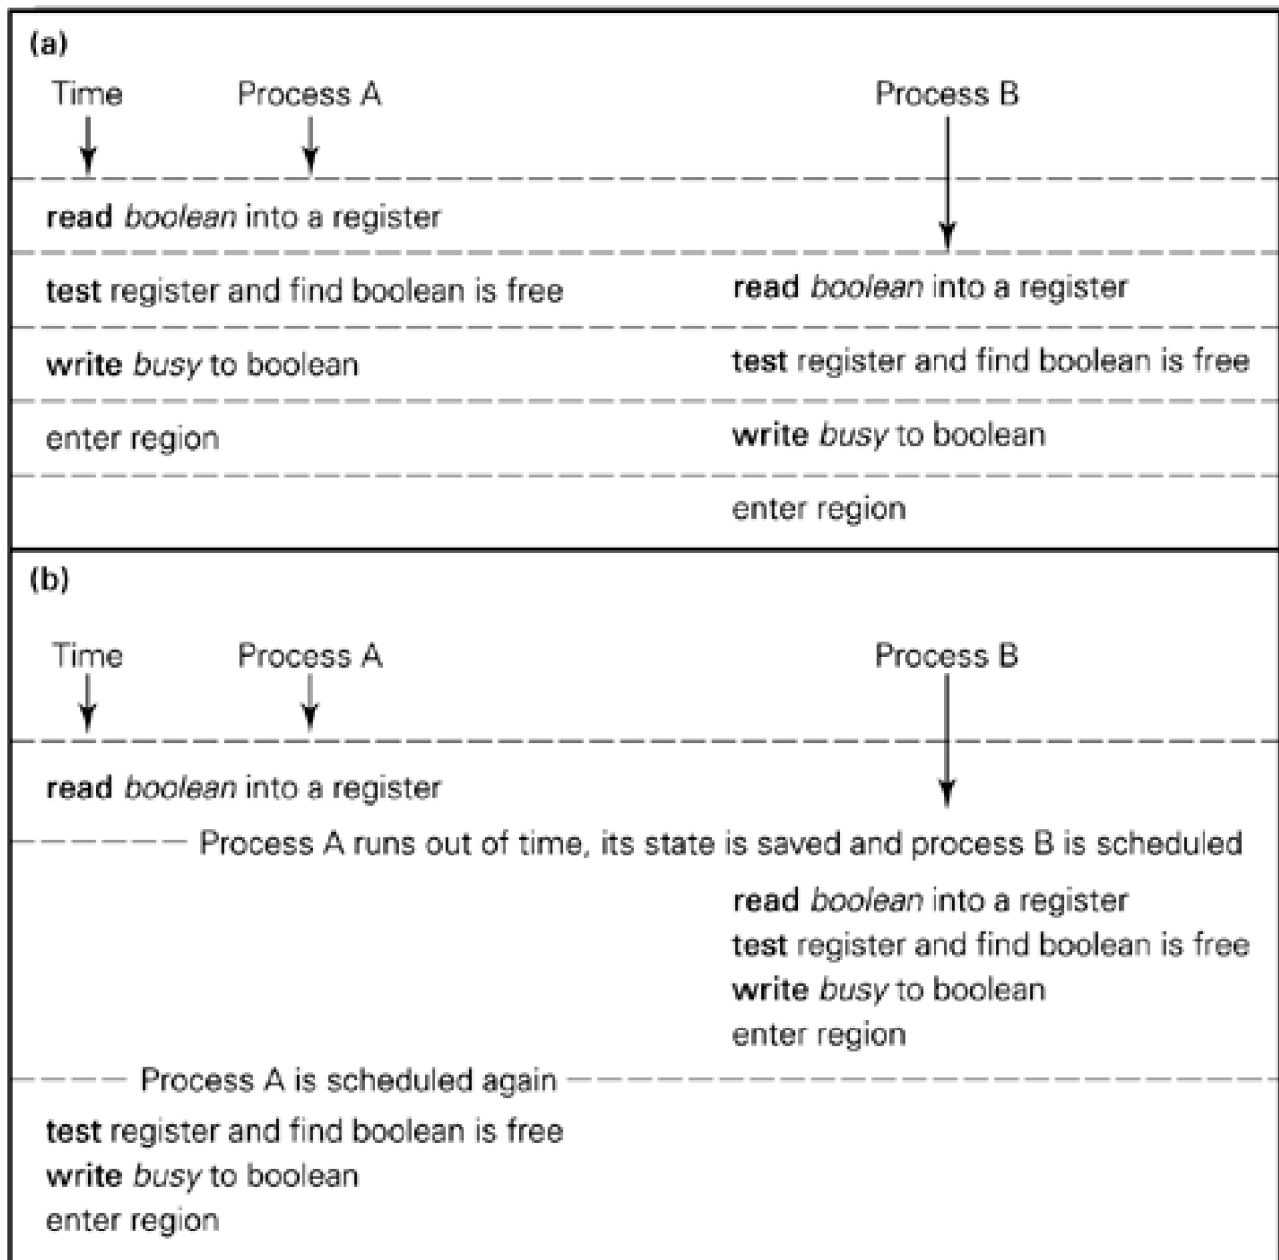 (a)
Time Process A Process B
read boolean into a register
test register and find boolean is free read boolean into a register
write busy to boolean test register and find boolean is free
enter region write busy to boolean
enter region
(b)
Time Process A Process B
read boolean into a register
Process A runs out of time, its state is saved and process B is scheduled
read boolean into a register
test register and find boolean is free
write busy to boolean
enter region
Process A is scheduled again
test register and find boolean is free
write busy to boolean
enter region